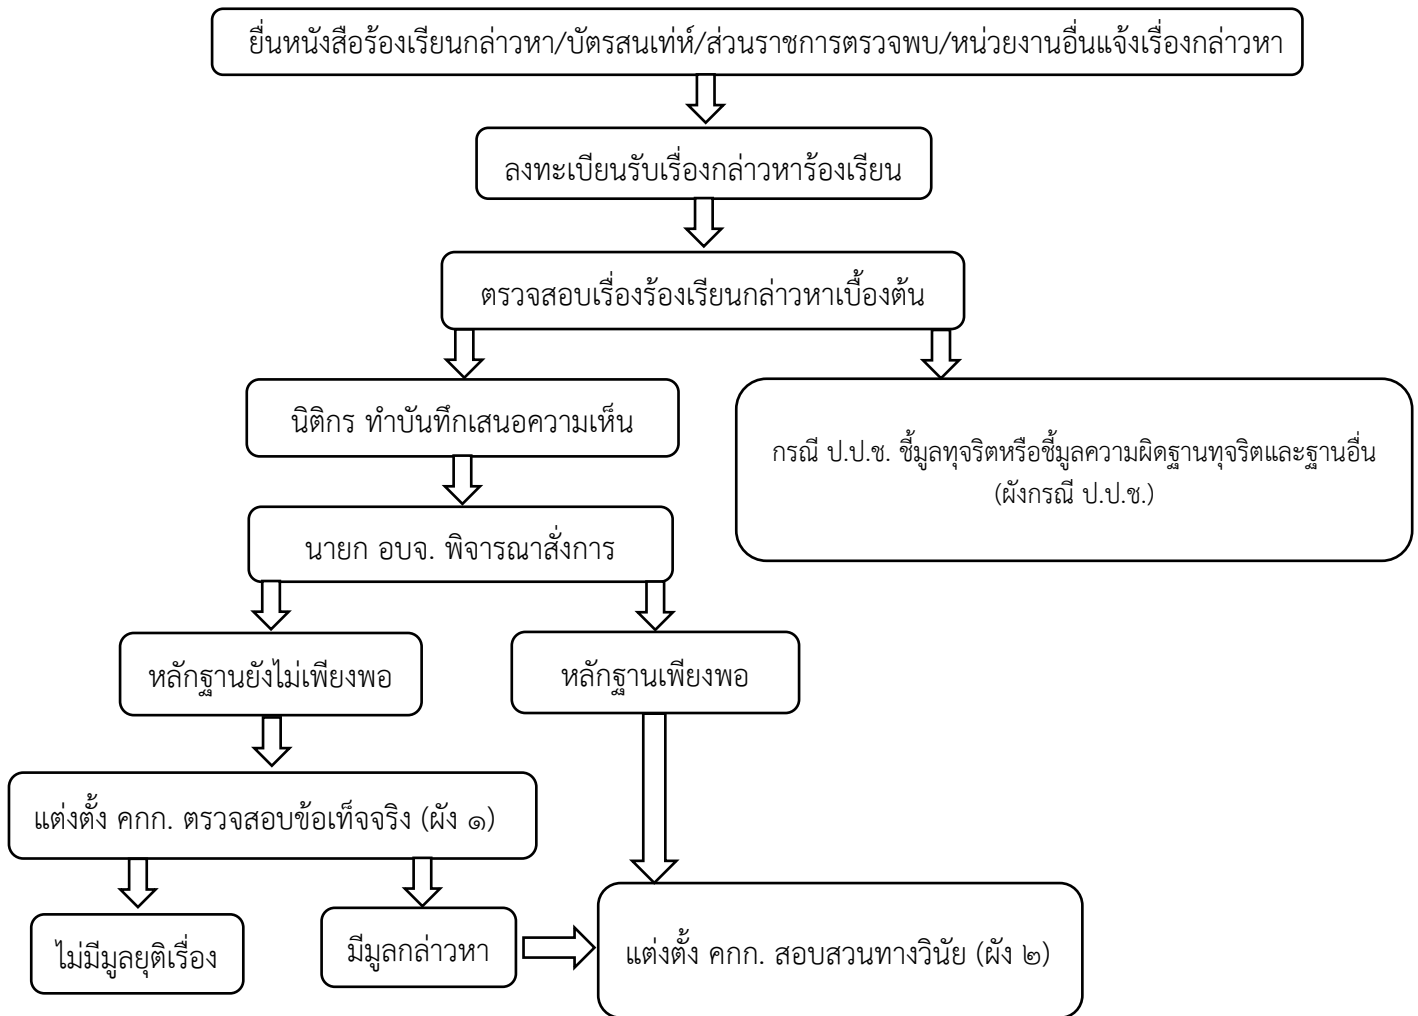 ยื่นหนังสือร้องเรียนกล่าวหา/บัตรสนเท่ห์/ส่วนราชการตรวจพบ/หน่วยงานอื่นแจ้งเรื่องกล่าวหา
ลงทะเบียนรับเรื่องกล่าวหาร้องเรียน
ตรวจสอบเรื่องร้องเรียนกล่าวหาเบื้องต้น
นิติกร ทำบันทึกเสนอความเห็น
กรณี ป.ป.ช. ชี้มูลทุจริตหรือชี้มูลความผิดฐานทุจริตและฐานอื่น
(ผังกรณี ป.ป.ช.)
นายก อบจ. พิจารณาสั่งการ
หลักฐานยังไม่เพียงพอ
หลักฐานเพียงพอ
แต่งตั้ง คกก. ตรวจสอบข้อเท็จจริง (ผัง ๑)
ไม่มีมูลยุติเรื่อง
มีมูลกล่าวหา
แต่งตั้ง คกก. สอบสวนทางวินัย (ผัง ๒)